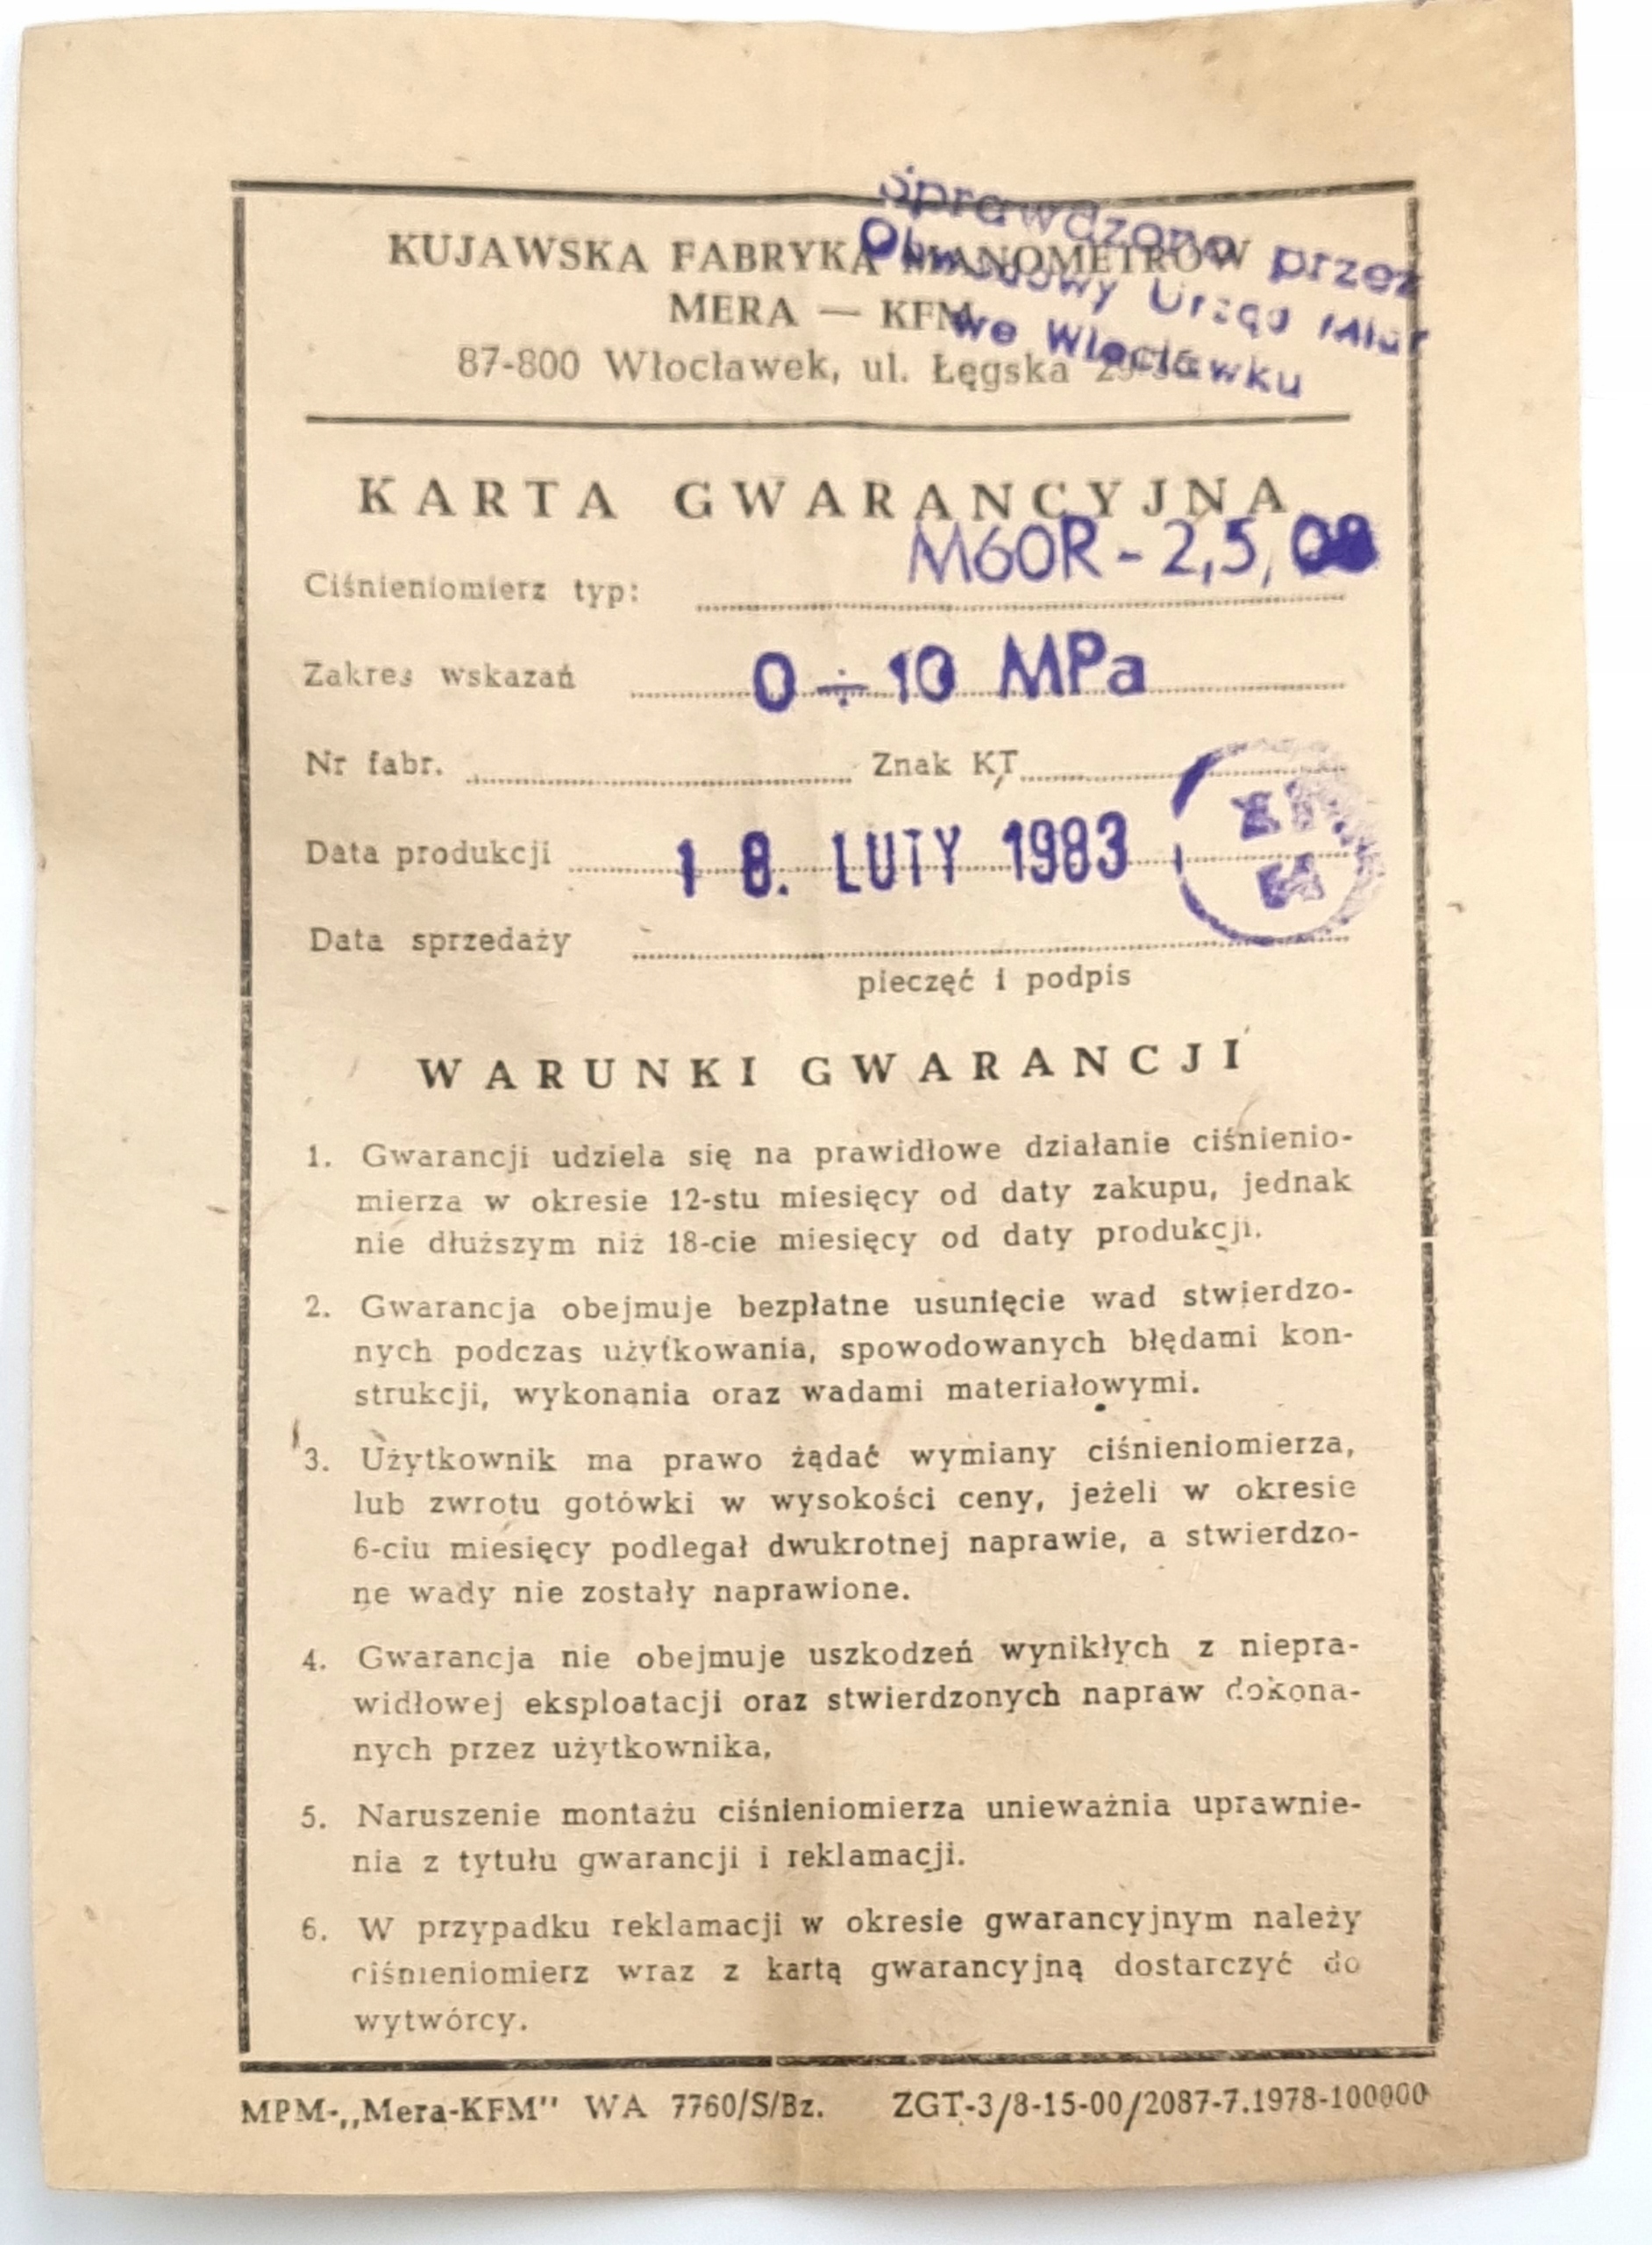 Sprawdzono przez
Obwodowy Urząd Miar
we Włocławku
KUJAWSKA FABRYKA MANOMETRÓW
MERA — KFM
87-800 Włocławek, ul. Łęgska
KARTA GWARANCYJNA
Ciśnieniomierz typ: M60R-2,5,
Zakres wskazań 0÷10 MPa
Nr fabr. Znak KT
Data produkcji 18. LUTY 1983
Data sprzedaży
pieczęć i podpis
WARUNKI GWARANCJI
1. Gwarancji udziela się na prawidłowe działanie ciśnienio-
mierza w okresie 12-stu miesięcy od daty zakupu, jednak
nie dłuższym niż 18-cie miesięcy od daty produkcji.
2. Gwarancja obejmuje bezpłatne usunięcie wad stwierdzo-
nych podczas użytkowania, spowodowanych błędami kon-
strukcji, wykonania oraz wadami materiałowymi.
3. Użytkownik ma prawo żądać wymiany ciśnieniomierza,
lub zwrotu gotówki w wysokości ceny, jeżeli w okresie
6-ciu miesięcy podlegał dwukrotnej naprawie, a stwierdzo-
ne wady nie zostały naprawione.
4. Gwarancja nie obejmuje uszkodzeń wynikłych z niepra-
widłowej eksploatacji oraz stwierdzonych napraw dokona-
nych przez użytkownika,
5. Naruszenie montażu ciśnieniomierza unieważnia uprawnie-
nia z tytułu gwarancji i reklamacji.
6. W przypadku reklamacji w okresie gwarancyjnym należy
ciśnieniomierz wraz z kartą gwarancyjną dostarczyć do
wytwórcy.
MPM-„Mera-KFM" WA 7760/S/Bz. ZGT-3/8-15-00/2087-7.1978-100000